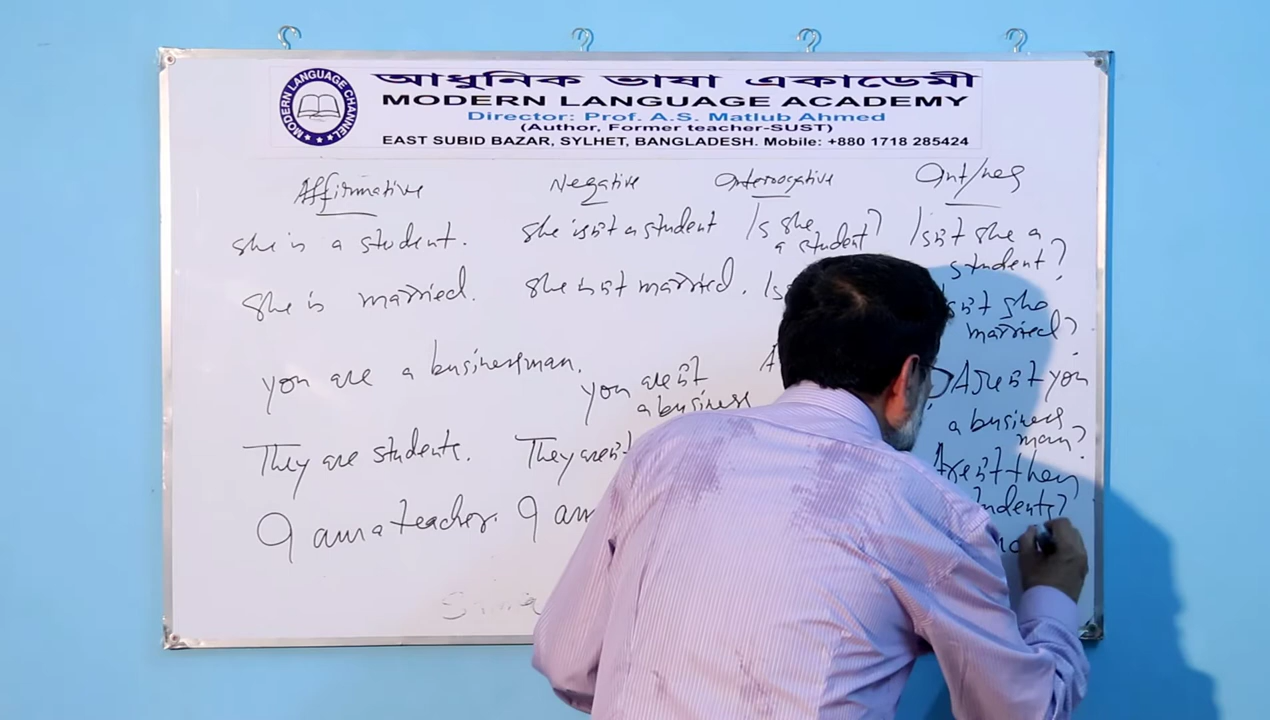 আধুনিক ভাষা একাডেমী
MODERN LANGUAGE ACADEMY
Director: Prof. A.S. Matlub Ahmed
(Author, Former teacher-SUST)
EAST SUBID BAZAR, SYLHET, BANGLADESH. Mobile: +880 1718 285424
MODERN LANGUAGE CHANNEL
Affirmative Negative Interrogative Int/neg
She is a student. She isn't a student Is she a student? Isn't she a student?
She is married. She isn't married. Is Isn't she married?
you are a businessman. you aren't a business Aren't you a business man?
They are students. They aren't Aren't they students?
I am a teacher. I am